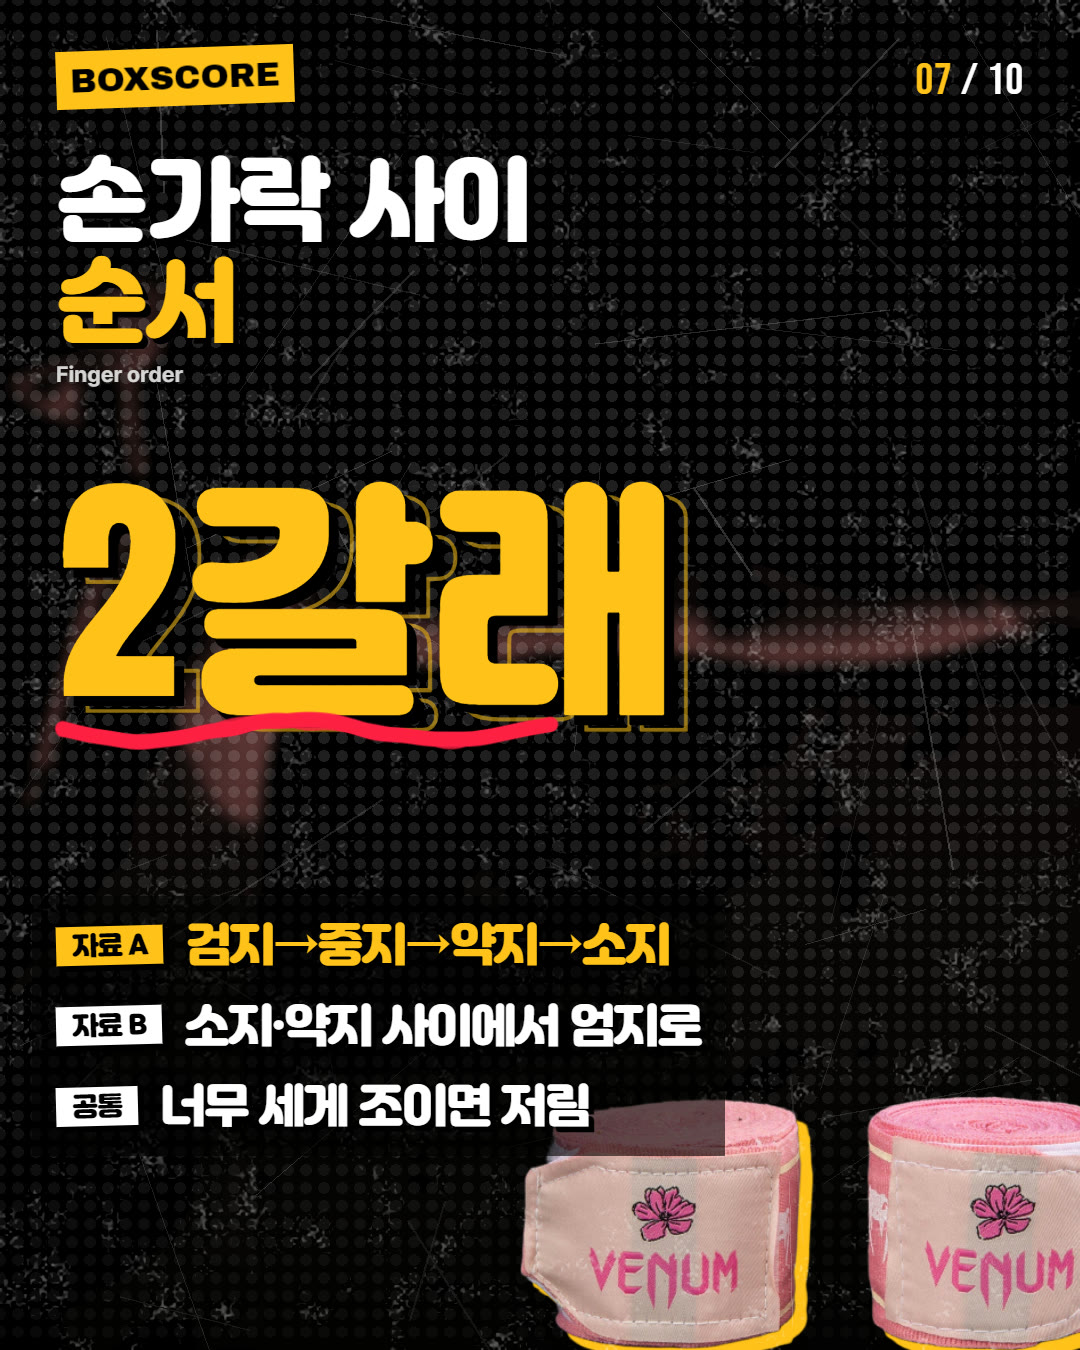 BOXSCORE
07 / 10
손가락 사이
순서
Finger order
2갈래
자료 A 검지→중지→약지→소지
자료 B 소지·약지 사이에서 엄지로
공통 너무 세게 조이면 저림
VENUM
VENUM